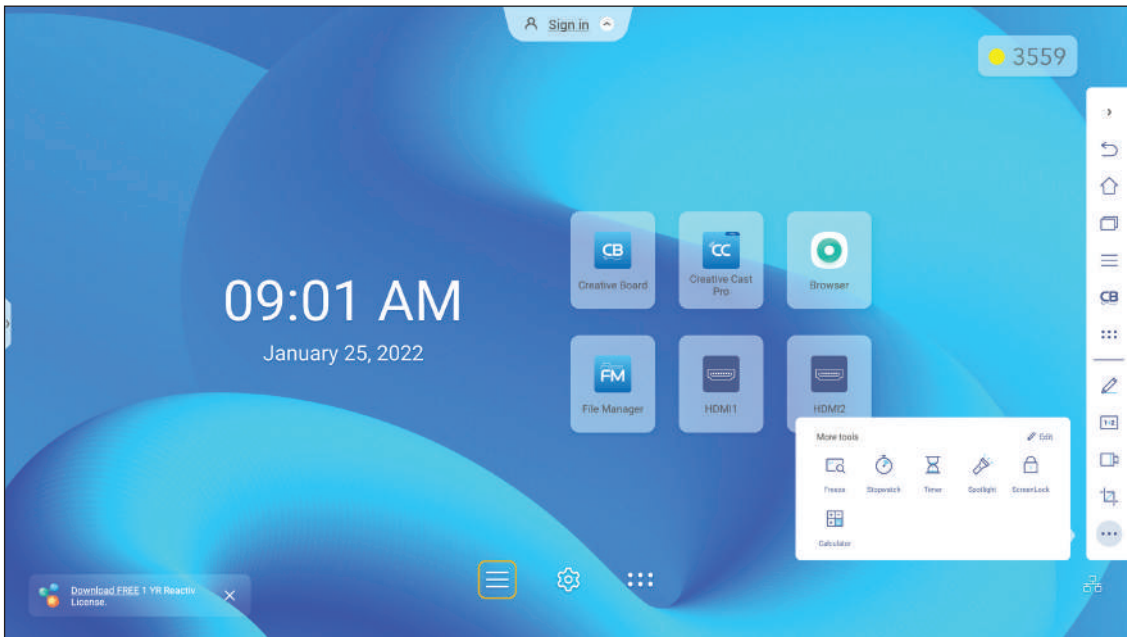 Sign in
3559
09:01 AM
January 25, 2022
CB
Creative Board
CC
Creative Cast
Pro
Browser
FM
File Manager
HDMI1
HDMI2
CB
More tools
Edit
Freeze
Stopwatch
Timer
Spotlight
ScreenLock
Calculator
Download FREE 1 YR Reactiv
License.